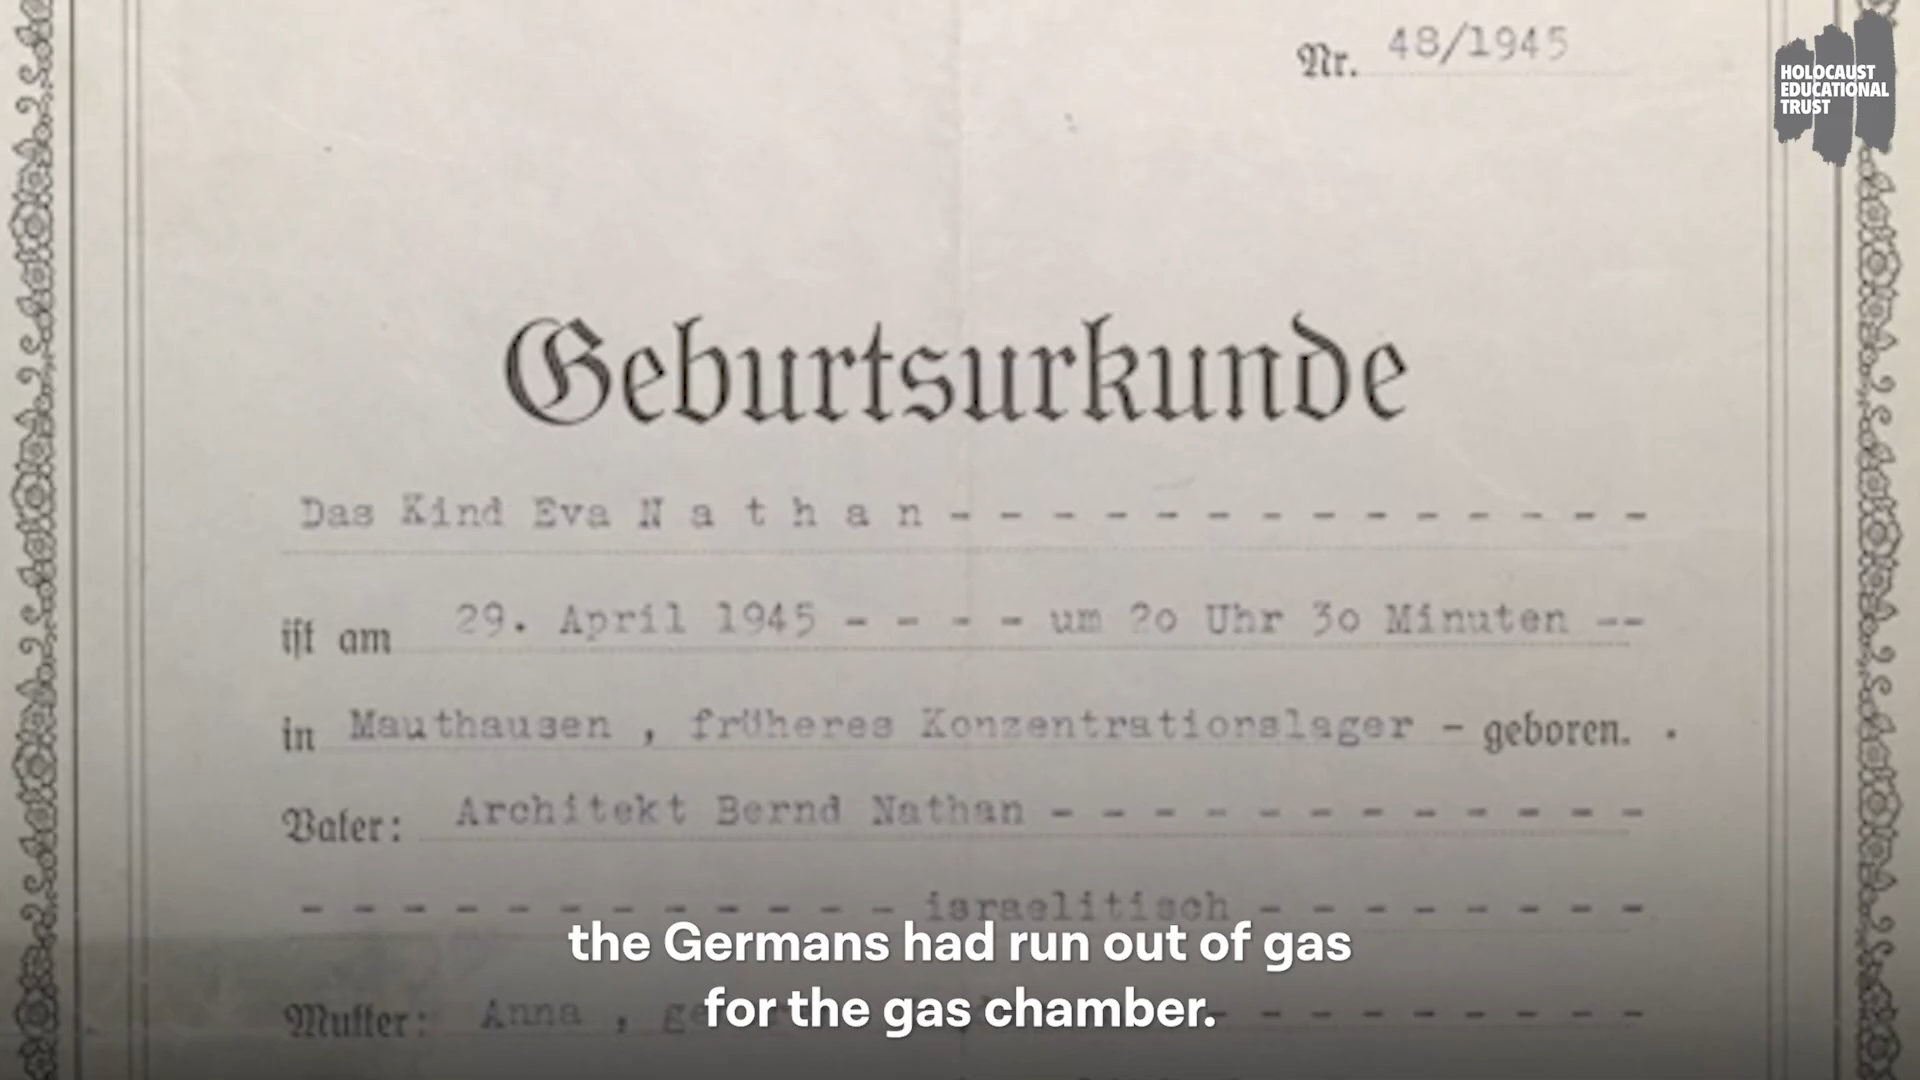 Nr. 48/1945
HOLOCAUST
EDUCATIONAL
TRUST
Geburtsurkunde
Das Kind Eva N a t h a n - - - - - - - - - - - - - -
ist am 29. April 1945 - - - - um 20 Uhr 30 Minuten --
in Mauthausen , früheres Konzentrationslager - geboren. .
Vater: Architekt Bernd Nathan - - - - - - - - - - - -
- - - - - - - - - - - - israelitisch - - - - - - - -
the Germans had run out of gas
for the gas chamber.
Mutter: Anna , - - - - - - - - -